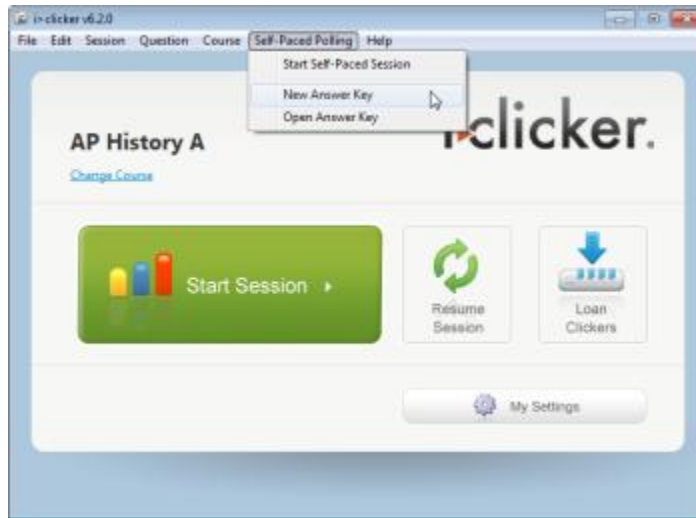 i>clicker v6.2.0
File Edit Session Question Course Self-Paced Polling Help
Start Self-Paced Session
New Answer Key
Open Answer Key
i>clicker.
AP History A
Change Course
Start Session
Resume
Session
Loan
Clickers
My Settings